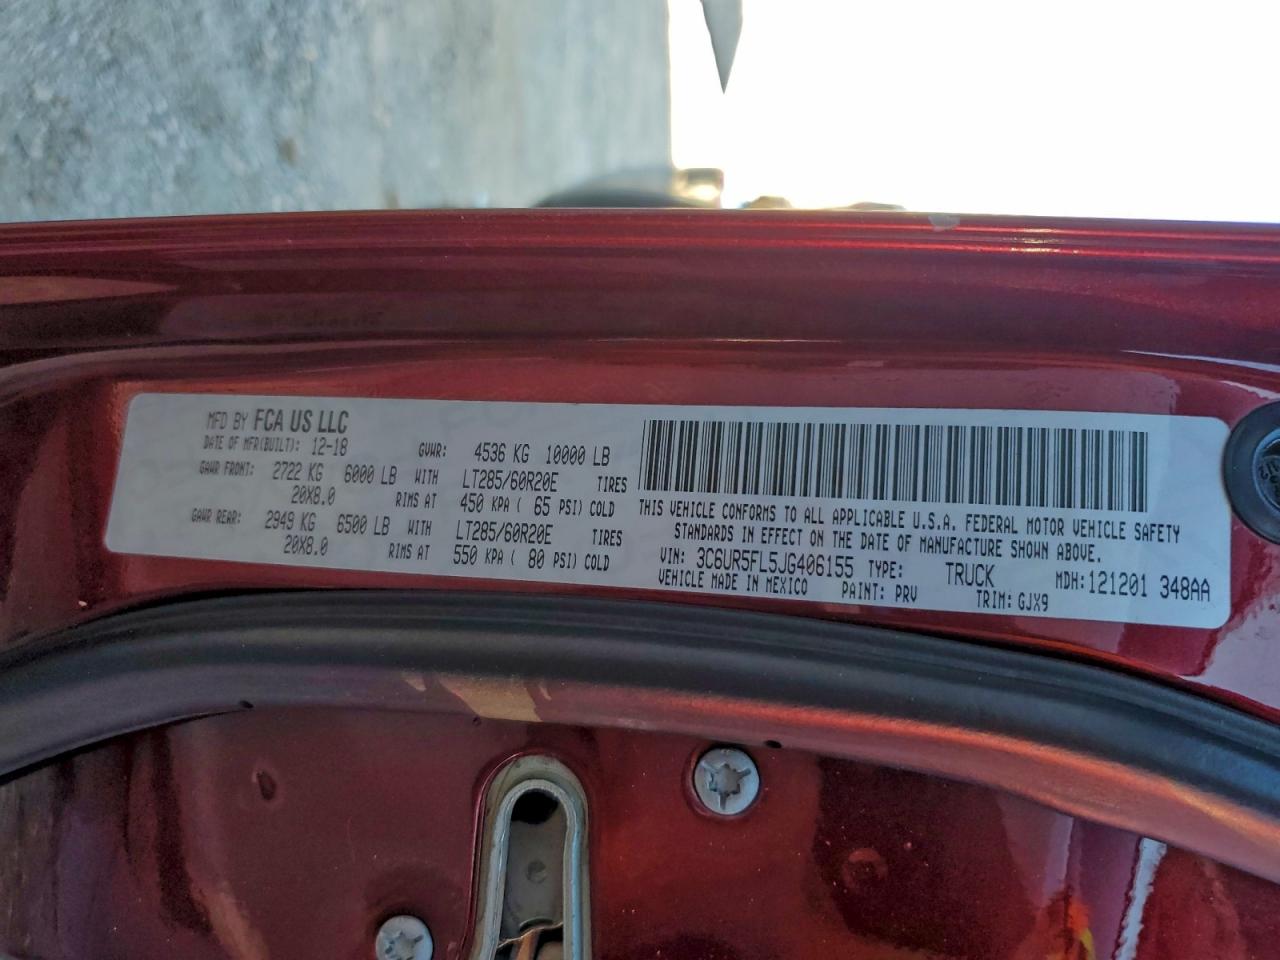 MFD BY FCA US LLC
DATE OF MFR(BUILT): 12-18 GVWR: 4536 KG 10000 LB
GAWR FRONT: 2722 KG 6000 LB WITH LT285/60R20E TIRES
20X8.0 RIMS AT 450 KPA ( 65 PSI) COLD
GAWR REAR: 2949 KG 6500 LB WITH LT285/60R20E TIRES
20X8.0 RIMS AT 550 KPA ( 80 PSI) COLD
THIS VEHICLE CONFORMS TO ALL APPLICABLE U.S.A. FEDERAL MOTOR VEHICLE SAFETY
STANDARDS IN EFFECT ON THE DATE OF MANUFACTURE SHOWN ABOVE.
VIN: 3C6UR5FL5JG406155 TYPE: TRUCK MDH:121201 348AA
VEHICLE MADE IN MEXICO PAINT: PRV TRIM: GJX9